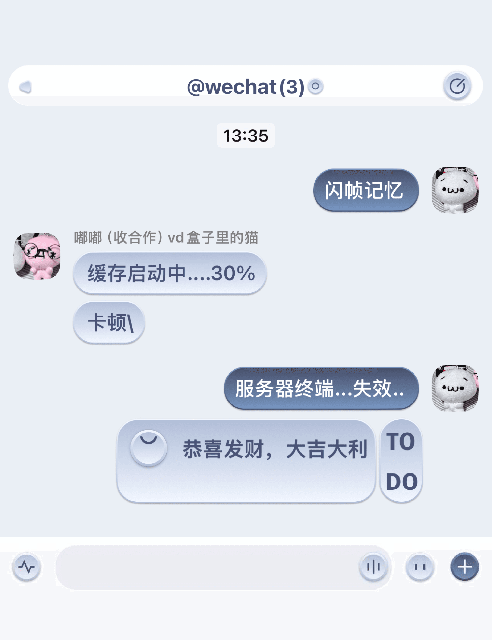 @wechat(3)
13:35
闪帧记忆
嘟嘟（收合作）vd盒子里的猫
缓存启动中....30%
卡顿\
服务器终端...失效..
恭喜发财，大吉大利
TO
DO